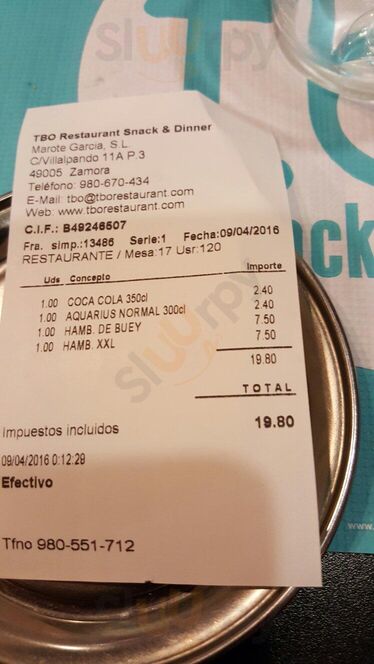 TBO Restaurant Snack & Dinner
Marote Garcia, S.L.
C/Villalpando 11A P.3
49005 Zamora
Teléfono: 980-670-434
E-Mail: tbo@tborestaurant.com
Web: www.tborestaurant.com
C.I.F.: B49246507
Fra. simp.:13486 Serie:1 Fecha:09/04/2016
RESTAURANTE / Mesa:17 Usr:120
Uds Concepto Importe
1.00 COCA COLA 350cl 2.40
1.00 AQUARIUS NORMAL 300cl 2.40
1.00 HAMB. DE BUEY 7.50
1.00 HAMB. XXL 7.50
19.80
TOTAL
Impuestos incluidos 19.80
09/04/2016 0:12:28
Efectivo
Tfno 980-551-712
ack
www.
sluurpy
sluurpy